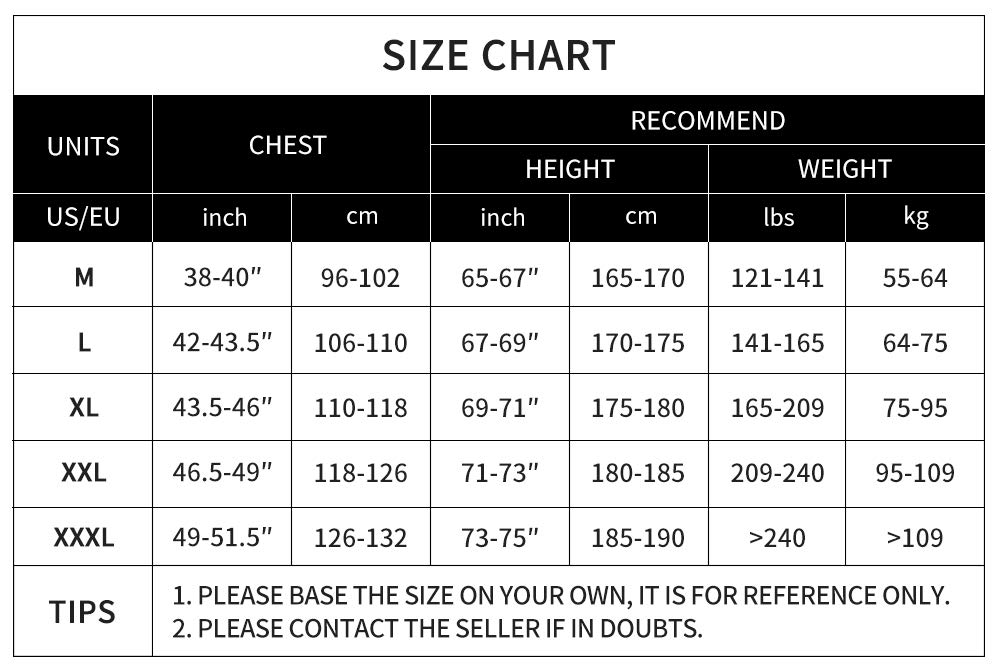 SIZE CHART
UNITS CHEST RECOMMEND
HEIGHT WEIGHT
US/EU inch cm inch cm lbs kg
M 38-40" 96-102 65-67" 165-170 121-141 55-64
L 42-43.5" 106-110 67-69" 170-175 141-165 64-75
XL 43.5-46" 110-118 69-71" 175-180 165-209 75-95
XXL 46.5-49" 118-126 71-73" 180-185 209-240 95-109
XXXL 49-51.5" 126-132 73-75" 185-190 >240 >109
TIPS 1. PLEASE BASE THE SIZE ON YOUR OWN, IT IS FOR REFERENCE ONLY.
2. PLEASE CONTACT THE SELLER IF IN DOUBTS.